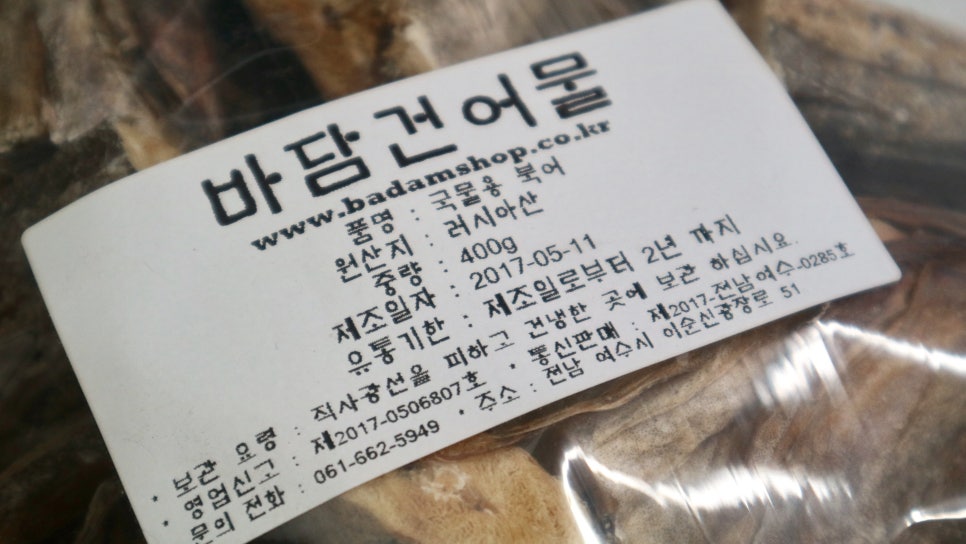 바담건어물
www.badamshop.co.kr
품명 : 국물용 북어
원산지 : 러시아산
중량 : 400g
제조일자 : 2017-05-11
유통기한 : 제조일로부터 2년 까지
* 보관 요령 : 직사광선을 피하고 건냉한 곳에 보관 하십시요.
* 영업신고 : 제2017-0506807호 * 통신판매 : 제2017-전남여수-0285호
문의 전화 : 061-662-5949 * 주소 : 전남 여수시 이순신광장로 51